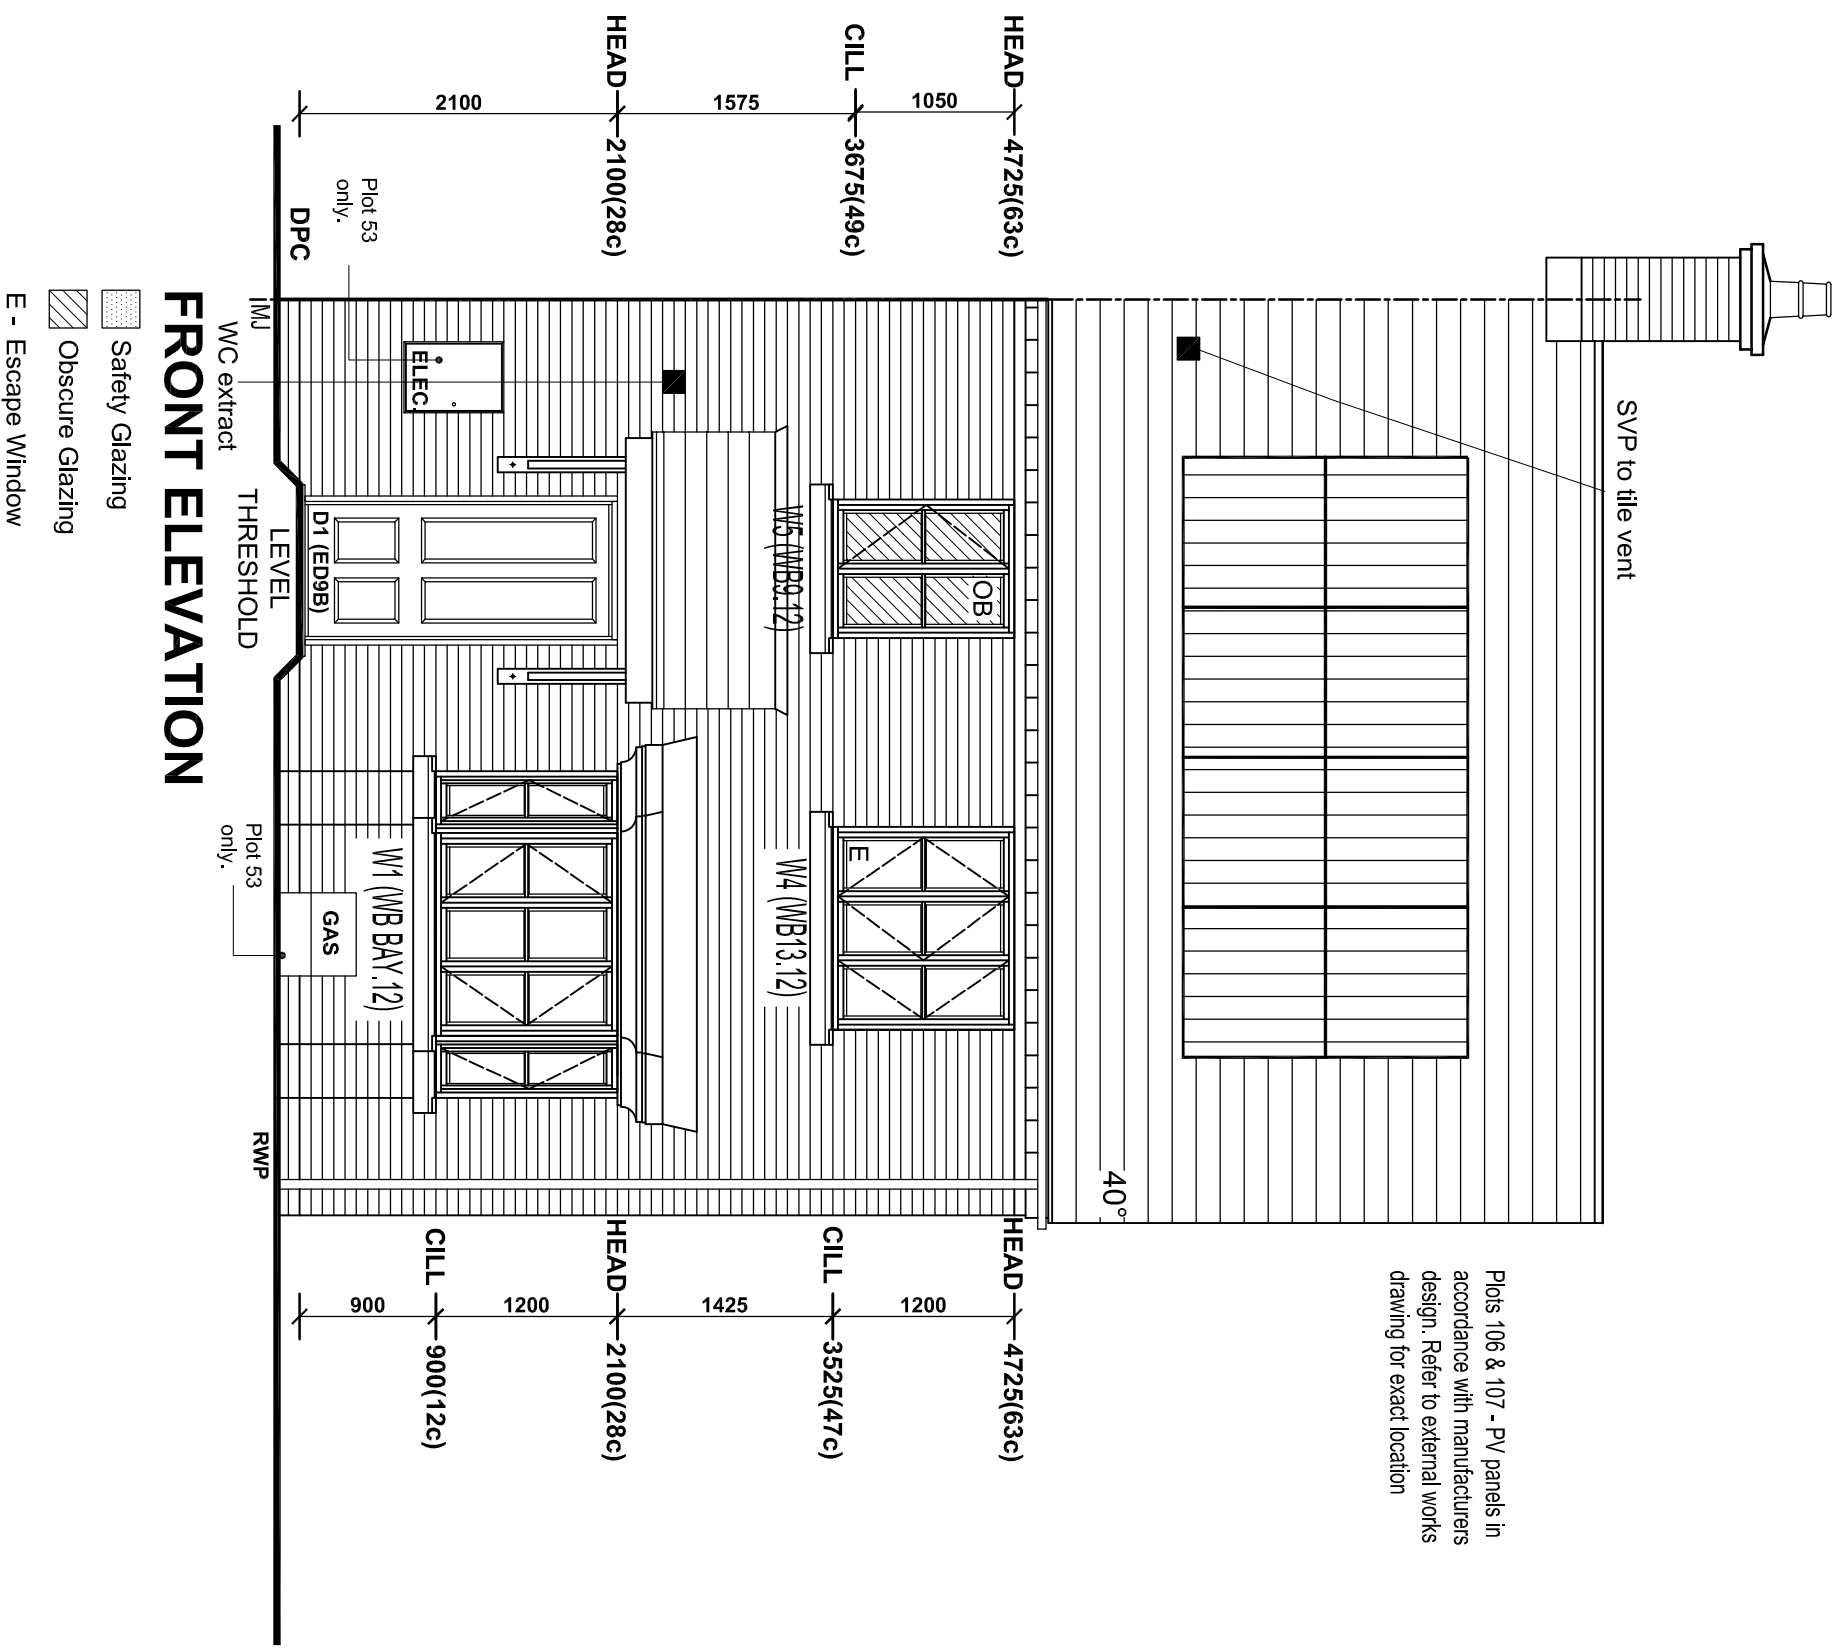 SVP to tile vent
Plots 106 & 107 - PV panels in
accordance with manufacturers
design. Refer to external works
drawing for exact location
40°
HEAD
4725(63c)
1050
CILL
3675(49c)
1575
HEAD
2100(28c)
2100
DPC
Plot 53
only.
OB
W5 (WB9.12)
E
W4 (WB13.12)
ELEC.
D1 (ED9B)
W1 (WB BAY.12)
GAS
HEAD
4725(63c)
1200
CILL
3525(47c)
1425
HEAD
2100(28c)
1200
CILL
900(12c)
900
MJ
WC extract
LEVEL
THRESHOLD
Plot 53
only.
RWP
FRONT ELEVATION
Safety Glazing
Obscure Glazing
E - Escape Window